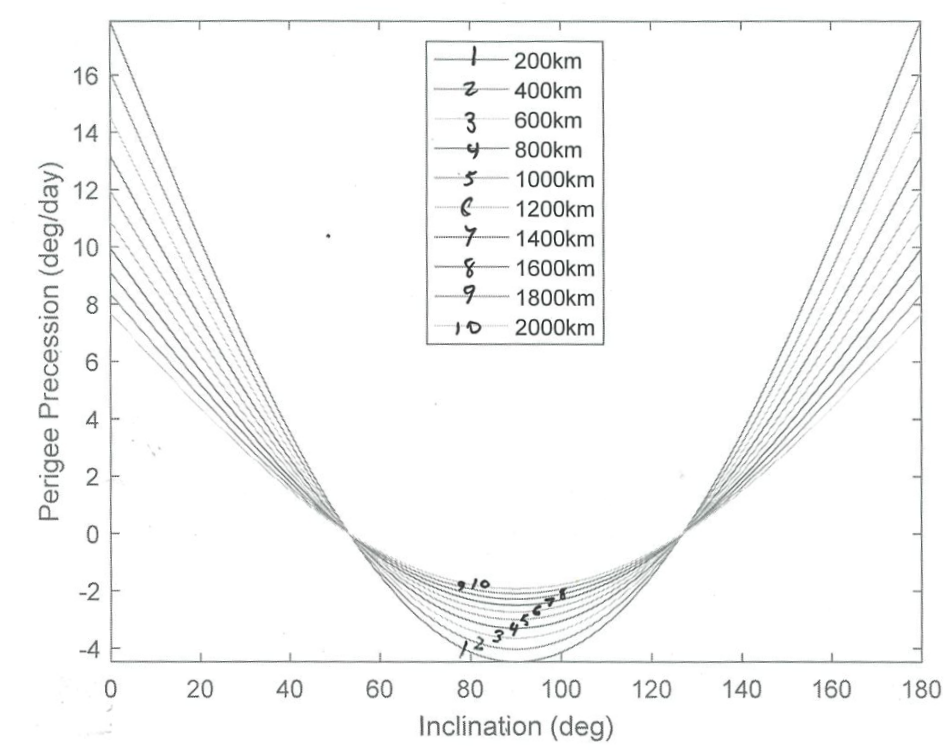 1 200km
2 400km
3 600km
4 800km
5 1000km
6 1200km
7 1400km
8 1600km
9 1800km
10 2000km
Perigee Precession (deg/day)
16
14
12
10
8
6
4
2
0
-2
-4
9 10
8
7
6
5
4
3
2
1
0 20 40 60 80 100 120 140 160 180
Inclination (deg)